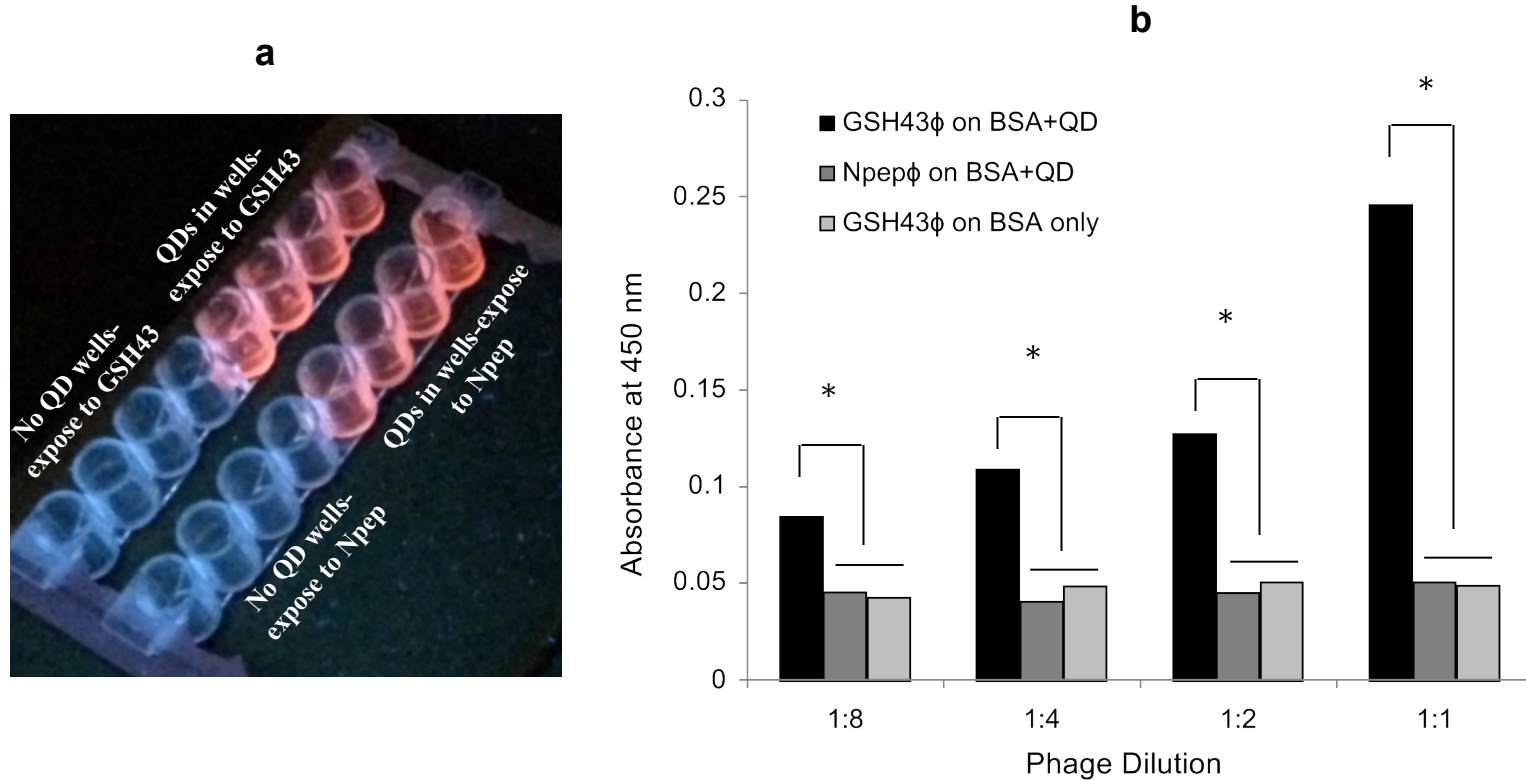 a
QDs in wells-
expose to GSH43
No QD wells-
expose to GSH43
QDs in wells-expose
to Npep
No QD wells-
expose to Npep
b
GSH43ϕ on BSA+QD
Npepϕ on BSA+QD
GSH43ϕ on BSA only
Absorbance at 450 nm
0.3
0.25
0.2
0.15
0.1
0.05
0
*
*
*
*
1:8
1:4
1:2
1:1
Phage Dilution